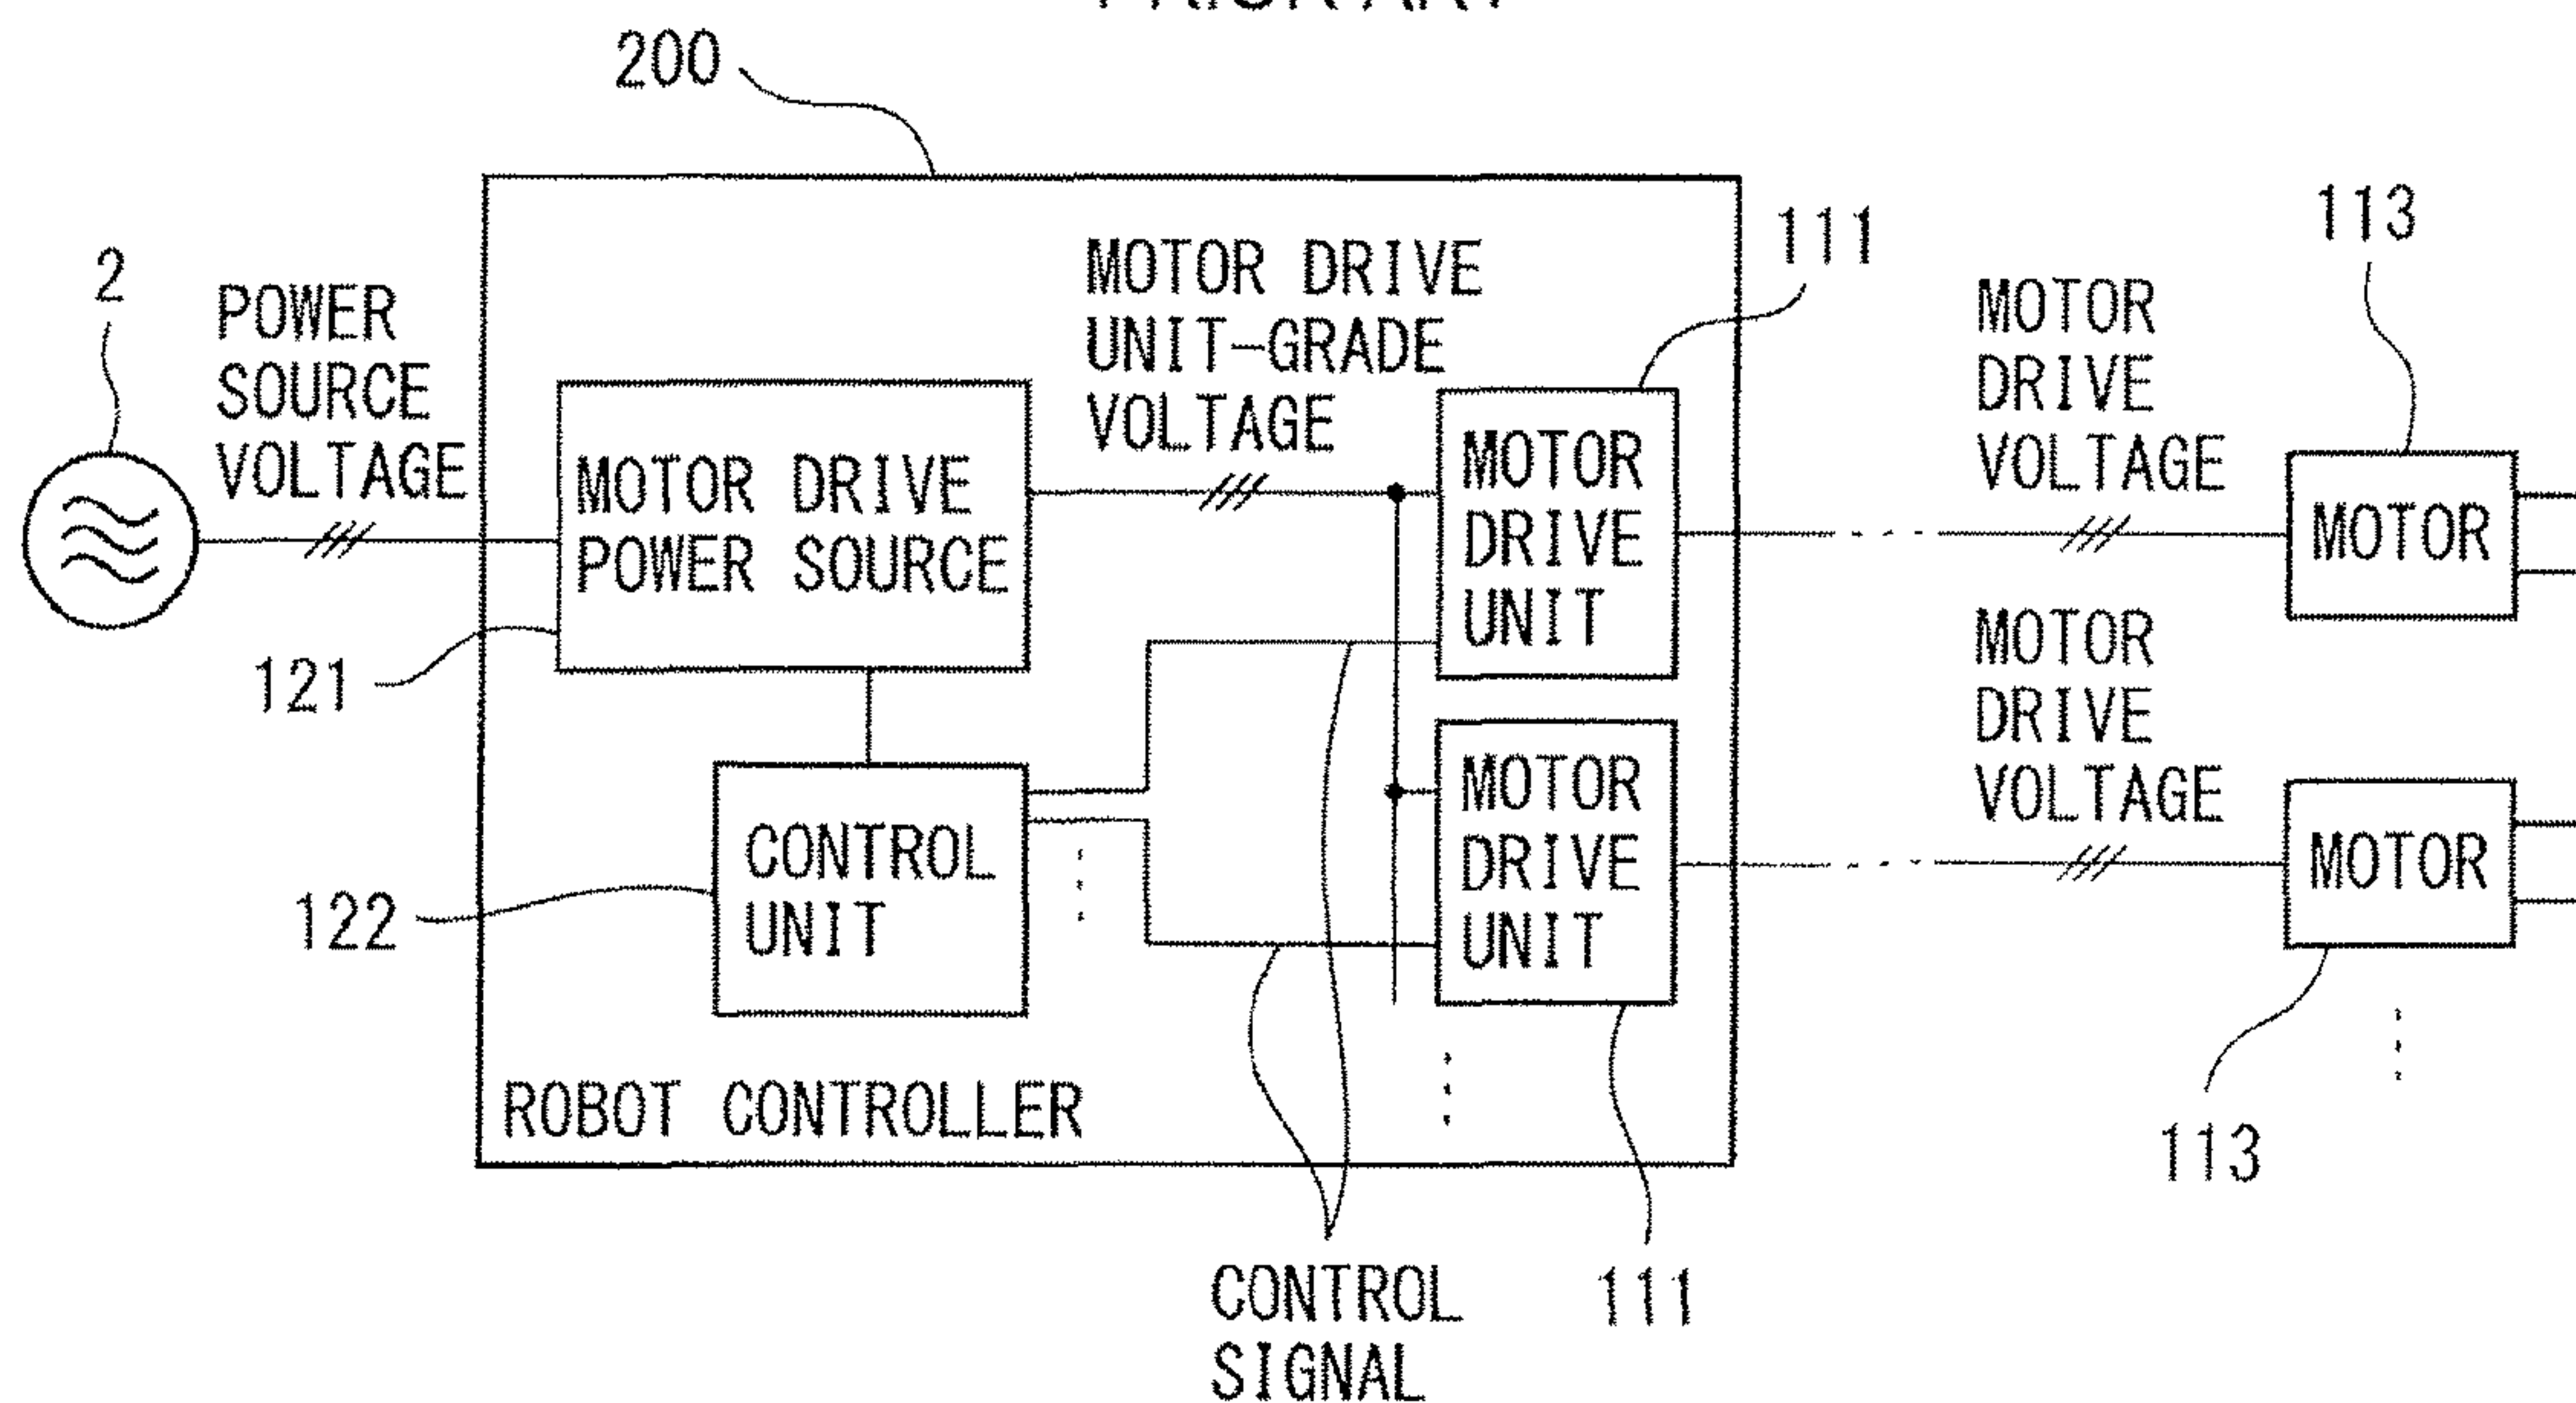 PRIOR ART
200
2
POWER
SOURCE
VOLTAGE
MOTOR DRIVE
UNIT-GRADE
VOLTAGE
111
113
MOTOR
DRIVE
VOLTAGE
MOTOR DRIVE
POWER SOURCE
MOTOR
DRIVE
UNIT
MOTOR
121
MOTOR
DRIVE
VOLTAGE
CONTROL
UNIT
122
MOTOR
DRIVE
UNIT
MOTOR
ROBOT CONTROLLER
113
CONTROL
SIGNAL
111